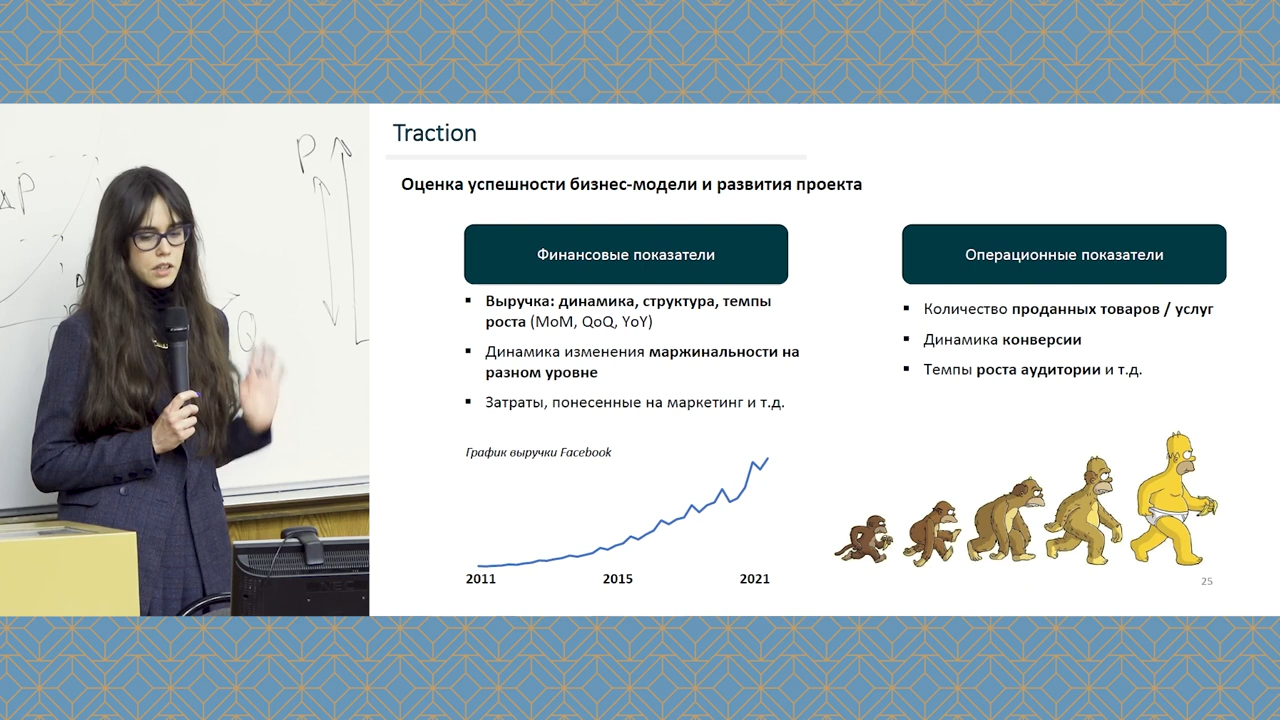 Traction
Оценка успешности бизнес-модели и развития проекта
Финансовые показатели
▪ Выручка: динамика, структура, темпы
роста (MoM, QoQ, YoY)
▪ Динамика изменения маржинальности на
разном уровне
▪ Затраты, понесенные на маркетинг и т.д.
График выручки Facebook
2011 2015 2021
Операционные показатели
▪ Количество проданных товаров / услуг
▪ Динамика конверсии
▪ Темпы роста аудитории и т.д.
25
P
Q